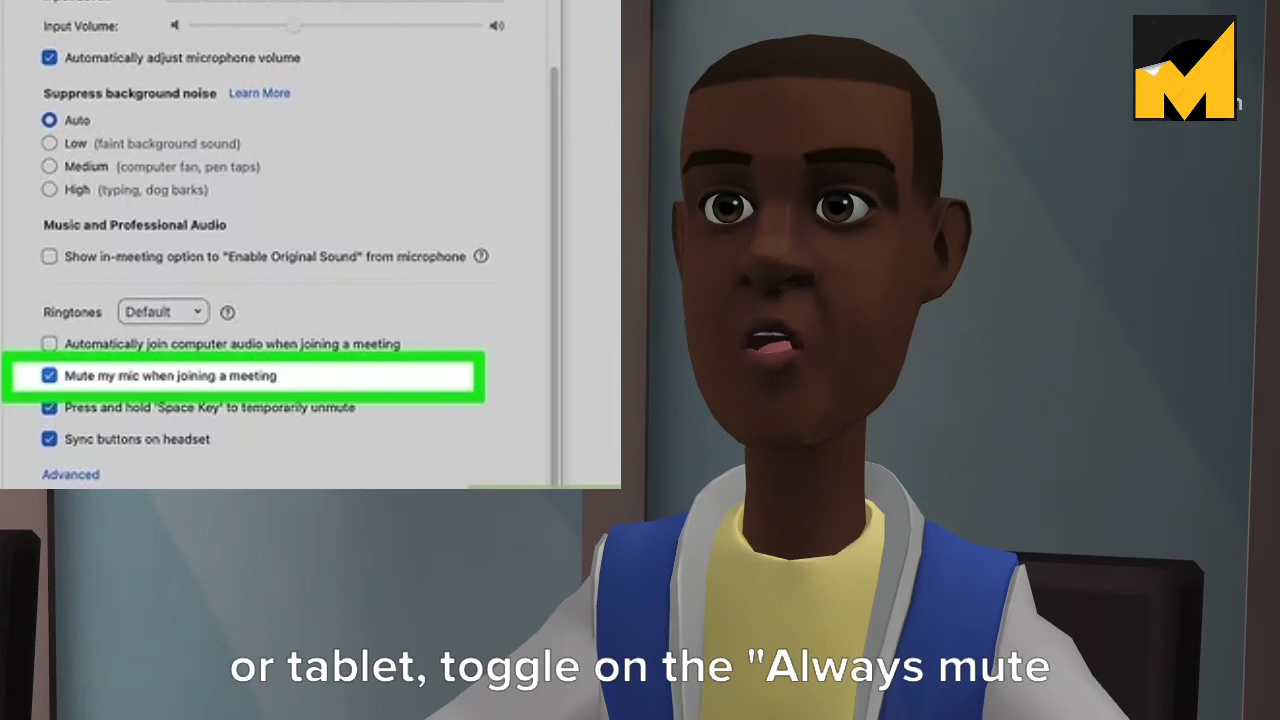 Input Volume:
Automatically adjust microphone volume
Suppress background noise Learn More
Auto
Low (faint background sound)
Medium (computer fan, pen taps)
High (typing, dog barks)
Music and Professional Audio
Show in-meeting option to "Enable Original Sound" from microphone ?
Ringtones Default ?
Automatically join computer audio when joining a meeting
Mute my mic when joining a meeting
Press and hold 'Space Key' to temporarily unmute
Sync buttons on headset
Advanced
M
or tablet, toggle on the "Always mute